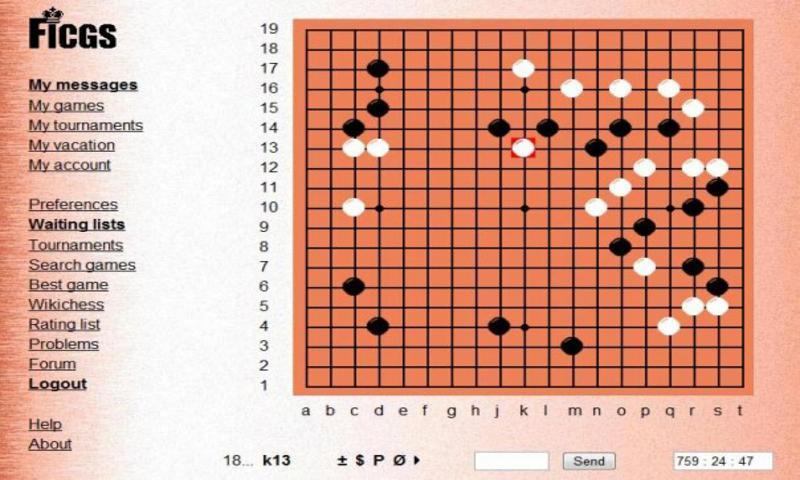 FICGS
My messages
My games
My tournaments
My vacation
My account
Preferences
Waiting lists
Tournaments
Search games
Best game
Wikichess
Rating list
Problems
Forum
Logout
Help
About
19
18
17
16
15
14
13
12
11
10
9
8
7
6
5
4
3
2
1
a b c d e f g h j k l m n o p q r s t
18... k13 ± $ P Ø
Send
759 : 24 : 47